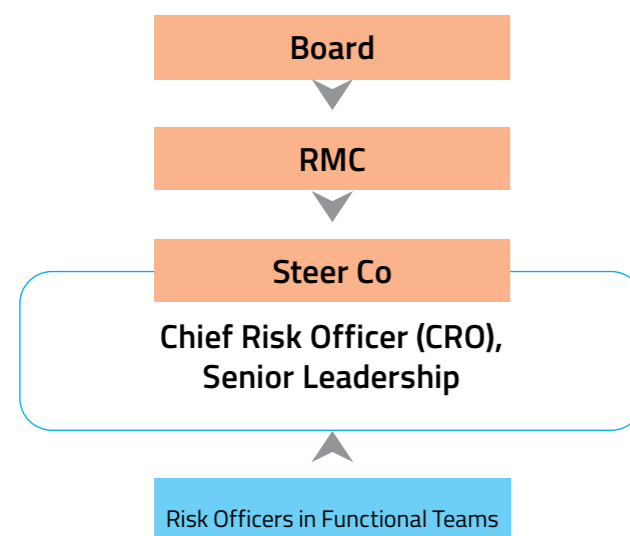 Board
RMC
Steer Co
Chief Risk Officer (CRO),
Senior Leadership
Risk Officers in Functional Teams